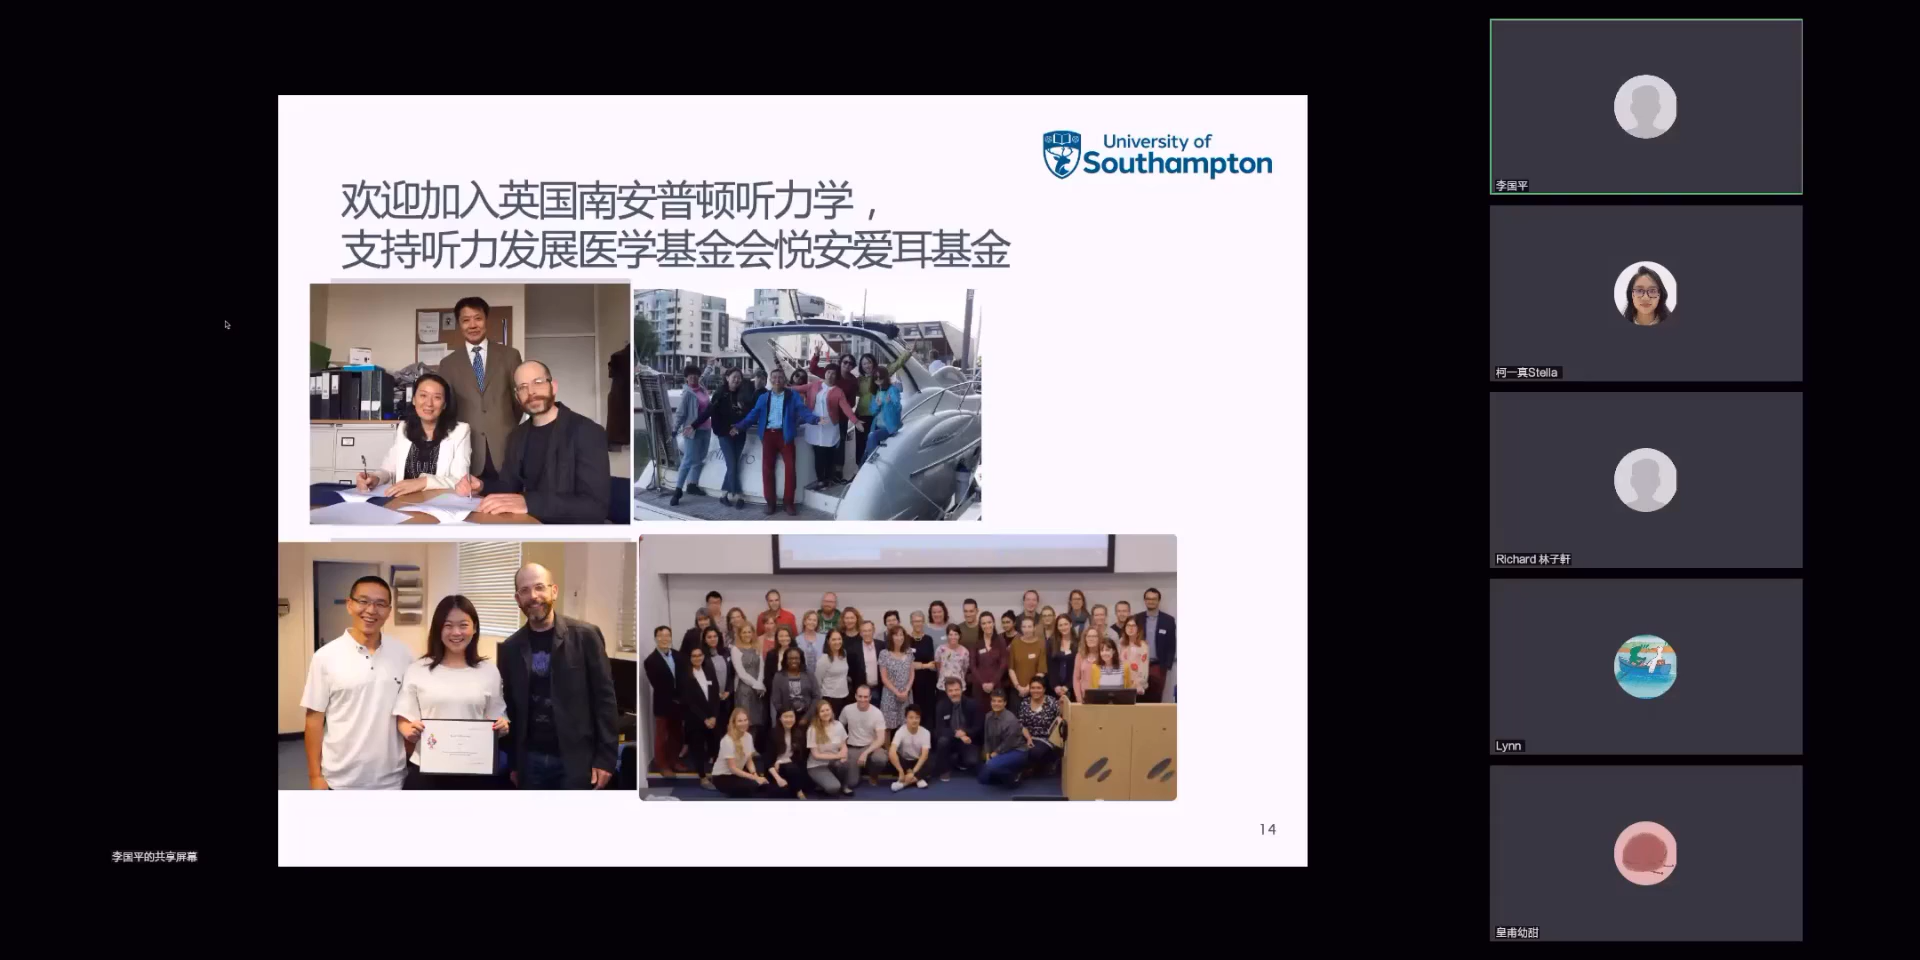 University of
Southampton
欢迎加入英国南安普顿听力学，
支持听力发展医学基金会悦安爱耳基金
14
李国平的共享屏幕
李国平
柯一真Stella
Richard 林子軒
Lynn
皇甫幼甜